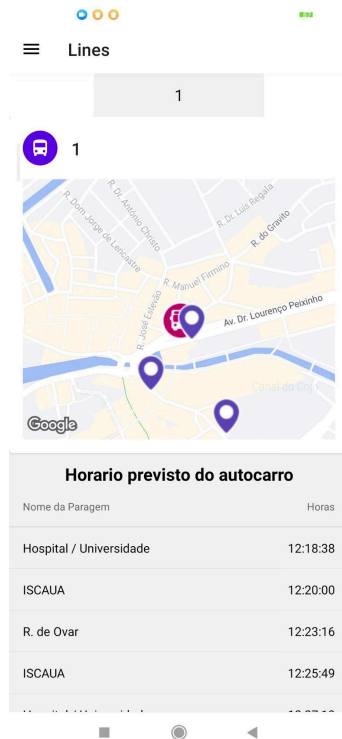 Lines
1
1
R. Dom Jorge de Lencastre
R. Dr. António Christo
R. Dr. Luis Regala
R. do Gravito
R. Manuel Firmino
R. José Estêvão
Av. Dr. Lourenço Peixinho
Canal do Coj
Google
Horario previsto do autocarro
Nome da Paragem Horas
Hospital / Universidade 12:18:38
ISCAUA 12:20:00
R. de Ovar 12:23:16
ISCAUA 12:25:49